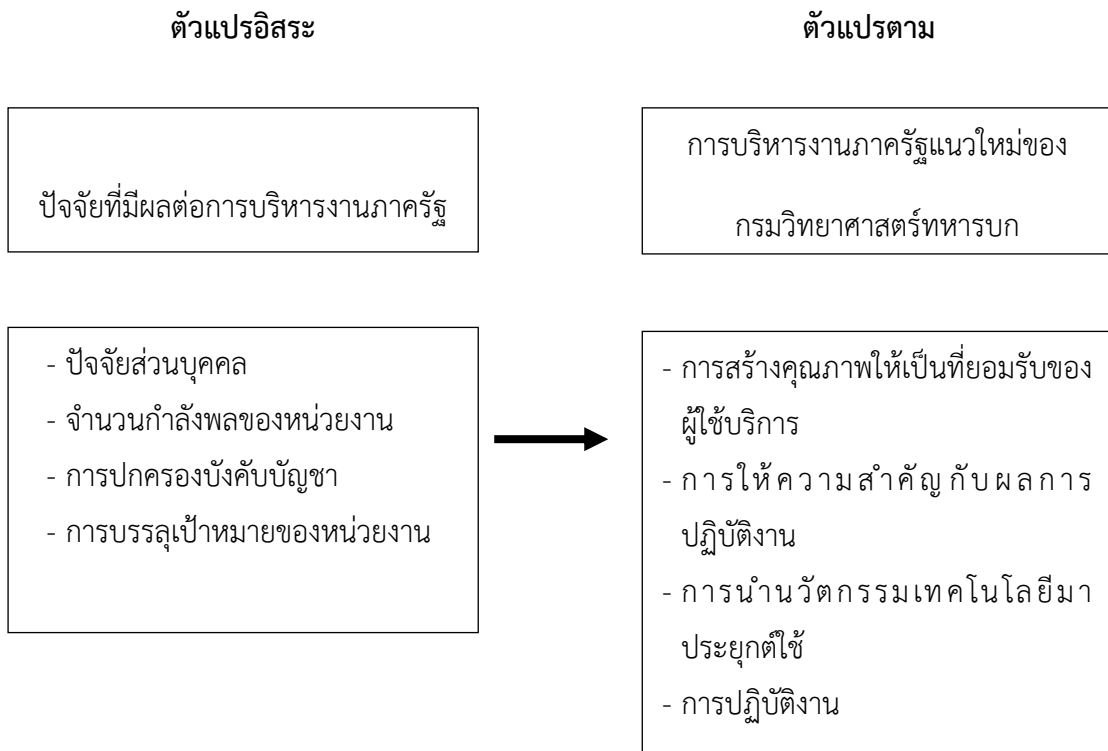 ตัวแปรอิสระ
ตัวแปรตาม
ปัจจัยที่มีผลต่อการบริหารงานภาครัฐ
การบริหารงานภาครัฐแนวใหม่ของ
กรมวิทยาศาสตร์ทหารบก
- ปัจจัยส่วนบุคคล
- จำนวนกำลังพลของหน่วยงาน
- การปกครองบังคับบัญชา
- การบรรลุเป้าหมายของหน่วยงาน
- การสร้างคุณภาพให้เป็นที่ยอมรับของ
ผู้ใช้บริการ
- การให้ความสำคัญกับผลการ
ปฏิบัติงาน
- การนำนวัตกรรมเทคโนโลยีมา
ประยุกต์ใช้
- การปฏิบัติงาน